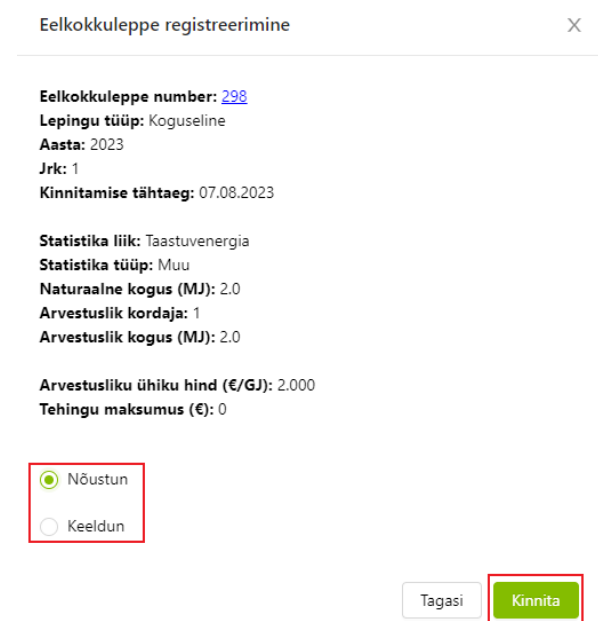 Eelkokkuleppe registreerimine
Eelkokkuleppe number: 298
Lepingu tüüp: Koguseline
Aasta: 2023
Jrk: 1
Kinnitamise tähtaeg: 07.08.2023
Statistika liik: Taastuvenergia
Statistika tüüp: Muu
Naturaalne kogus (MJ): 2.0
Arvestuslik kordaja: 1
Arvestuslik kogus (MJ): 2.0
Arvestusliku ühiku hind (€/GJ): 2.000
Tehingu maksumus (€): 0
Nõustun
Keeldun
Tagasi
Kinnita